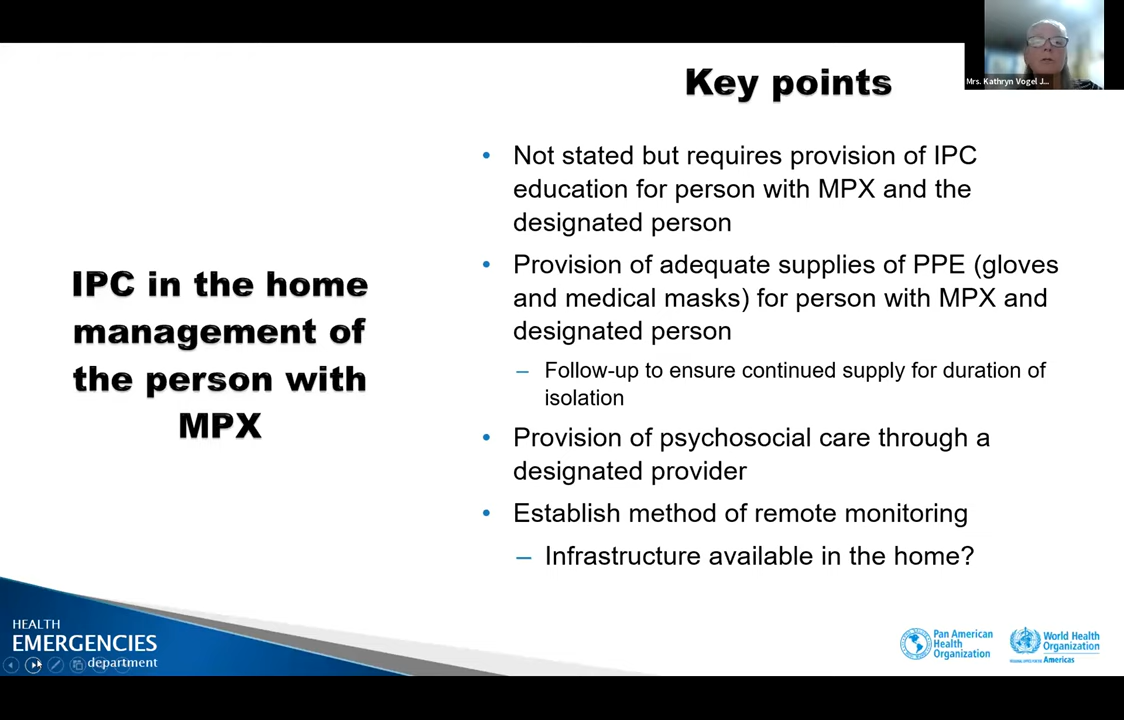 Mrs. Kathryn Vogel J...
Key points
IPC in the home
management of
the person with
MPX
• Not stated but requires provision of IPC
education for person with MPX and the
designated person
• Provision of adequate supplies of PPE (gloves
and medical masks) for person with MPX and
designated person
– Follow-up to ensure continued supply for duration of
isolation
• Provision of psychosocial care through a
designated provider
• Establish method of remote monitoring
– Infrastructure available in the home?
HEALTH
EMERGENCIES
department
Pan American
Health
Organization
World Health
Organization
Americas